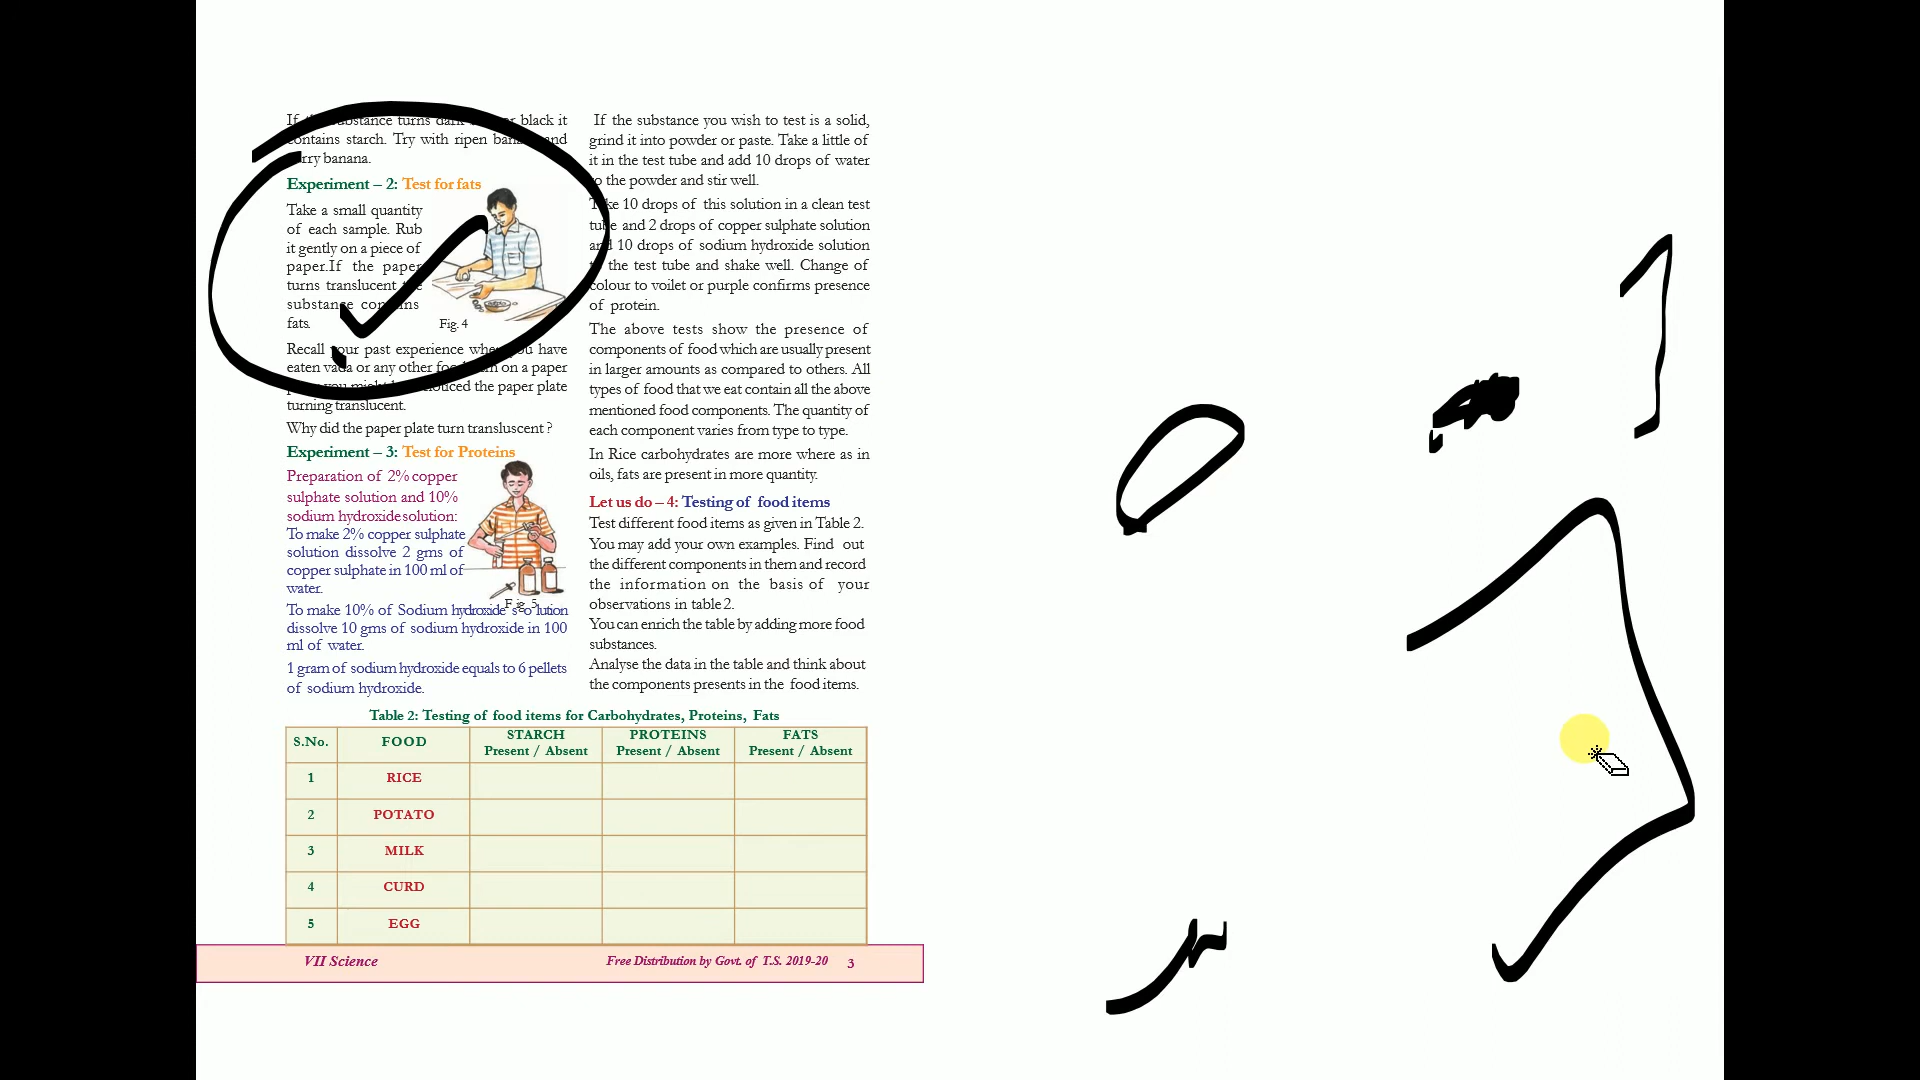 If substance turns dark or black it
contains starch. Try with ripen banana and
curry banana.
Experiment – 2: Test for fats
Take a small quantity
of each sample. Rub
it gently on a piece of
paper.If the paper
turns translucent the
substance contains
fats.
Fig. 4
Recall your past experience when you have
eaten vada or any other food item on a paper
you might noticed the paper plate
turning translucent.
Why did the paper plate turn transluscent ?
Experiment – 3: Test for Proteins
Preparation of 2% copper
sulphate solution and 10%
sodium hydroxide solution:
To make 2% copper sulphate
solution dissolve 2 gms of
copper sulphate in 100 ml of
water.
Fig. 5
To make 10% of Sodium hydroxide solution
dissolve 10 gms of sodium hydroxide in 100
ml of water.
1 gram of sodium hydroxide equals to 6 pellets
of sodium hydroxide.
If the substance you wish to test is a solid,
grind it into powder or paste. Take a little of
it in the test tube and add 10 drops of water
to the powder and stir well.
Take 10 drops of this solution in a clean test
tube and 2 drops of copper sulphate solution
and 10 drops of sodium hydroxide solution
the test tube and shake well. Change of
colour to voilet or purple confirms presence
of protein.
The above tests show the presence of
components of food which are usually present
in larger amounts as compared to others. All
types of food that we eat contain all the above
mentioned food components. The quantity of
each component varies from type to type.
In Rice carbohydrates are more where as in
oils, fats are present in more quantity.
Let us do – 4: Testing of food items
Test different food items as given in Table 2.
You may add your own examples. Find out
the different components in them and record
the information on the basis of your
observations in table 2.
You can enrich the table by adding more food
substances.
Analyse the data in the table and think about
the components presents in the food items.
Table 2: Testing of food items for Carbohydrates, Proteins, Fats
S.No. FOOD STARCH PROTEINS FATS
Present / Absent Present / Absent Present / Absent
1 RICE
2 POTATO
3 MILK
4 CURD
5 EGG
VII Science Free Distribution by Govt. of T.S. 2019-20 3